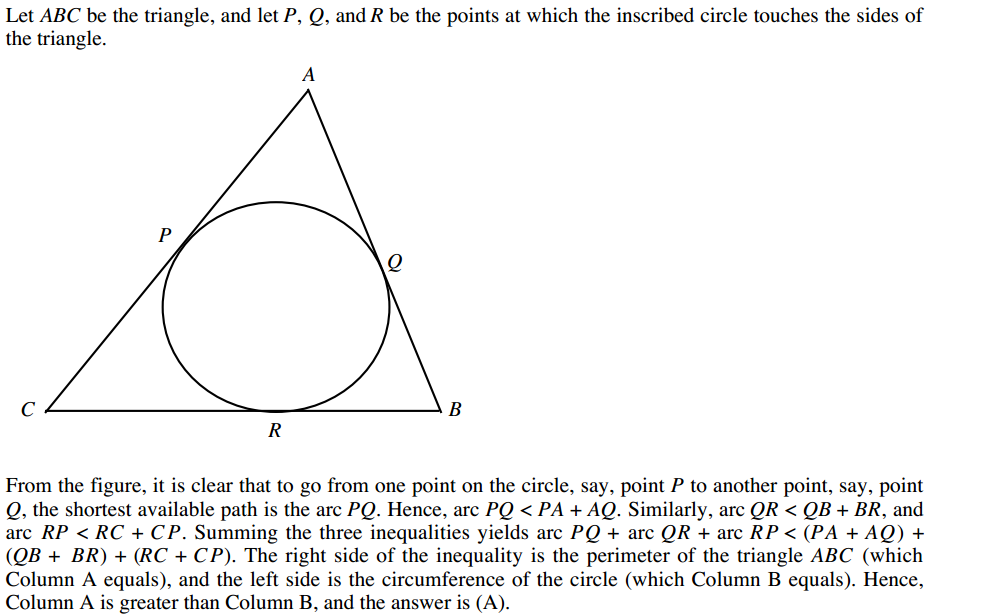 Let ABC be the triangle, and let P, Q, and R be the points at which the inscribed circle touches the sides of
the triangle.
A
P
Q
C
B
R
From the figure, it is clear that to go from one point on the circle, say, point P to another point, say, point
Q, the shortest available path is the arc PQ. Hence, arc PQ < PA + AQ. Similarly, arc QR < QB + BR, and
arc RP < RC + CP. Summing the three inequalities yields arc PQ + arc QR + arc RP < (PA + AQ) +
(QB + BR) + (RC + CP). The right side of the inequality is the perimeter of the triangle ABC (which
Column A equals), and the left side is the circumference of the circle (which Column B equals). Hence,
Column A is greater than Column B, and the answer is (A).